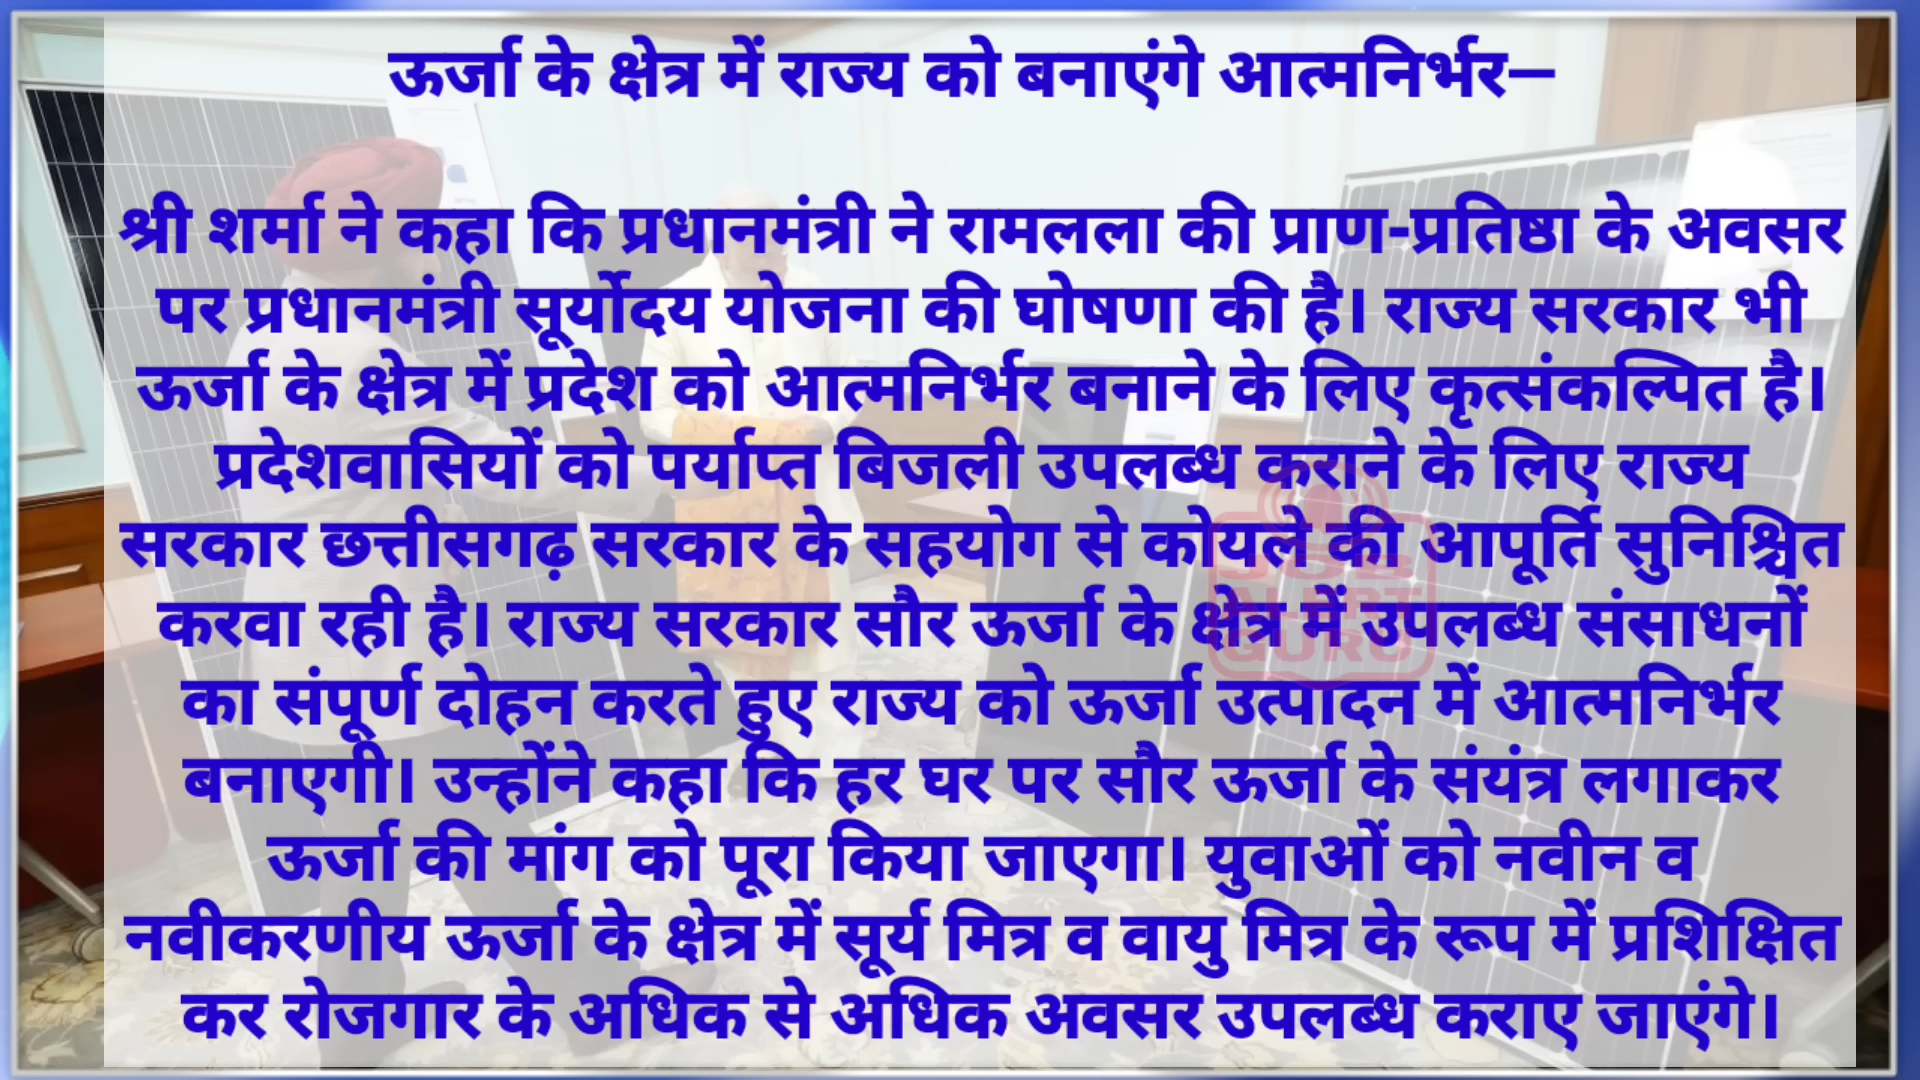 ऊर्जा के क्षेत्र में राज्य को बनाएंगे आत्मनिर्भर—
श्री शर्मा ने कहा कि प्रधानमंत्री ने रामलला की प्राण-प्रतिष्ठा के अवसर
पर प्रधानमंत्री सूर्योदय योजना की घोषणा की है। राज्य सरकार भी
ऊर्जा के क्षेत्र में प्रदेश को आत्मनिर्भर बनाने के लिए कृत्संकल्पित है।
प्रदेशवासियों को पर्याप्त बिजली उपलब्ध कराने के लिए राज्य
सरकार छत्तीसगढ़ सरकार के सहयोग से कोयले की आपूर्ति सुनिश्चित
करवा रही है। राज्य सरकार सौर ऊर्जा के क्षेत्र में उपलब्ध संसाधनों
का संपूर्ण दोहन करते हुए राज्य को ऊर्जा उत्पादन में आत्मनिर्भर
बनाएगी। उन्होंने कहा कि हर घर पर सौर ऊर्जा के संयंत्र लगाकर
ऊर्जा की मांग को पूरा किया जाएगा। युवाओं को नवीन व
नवीकरणीय ऊर्जा के क्षेत्र में सूर्य मित्र व वायु मित्र के रूप में प्रशिक्षित
कर रोजगार के अधिक से अधिक अवसर उपलब्ध कराए जाएंगे।
JOB
ALERT
GURU